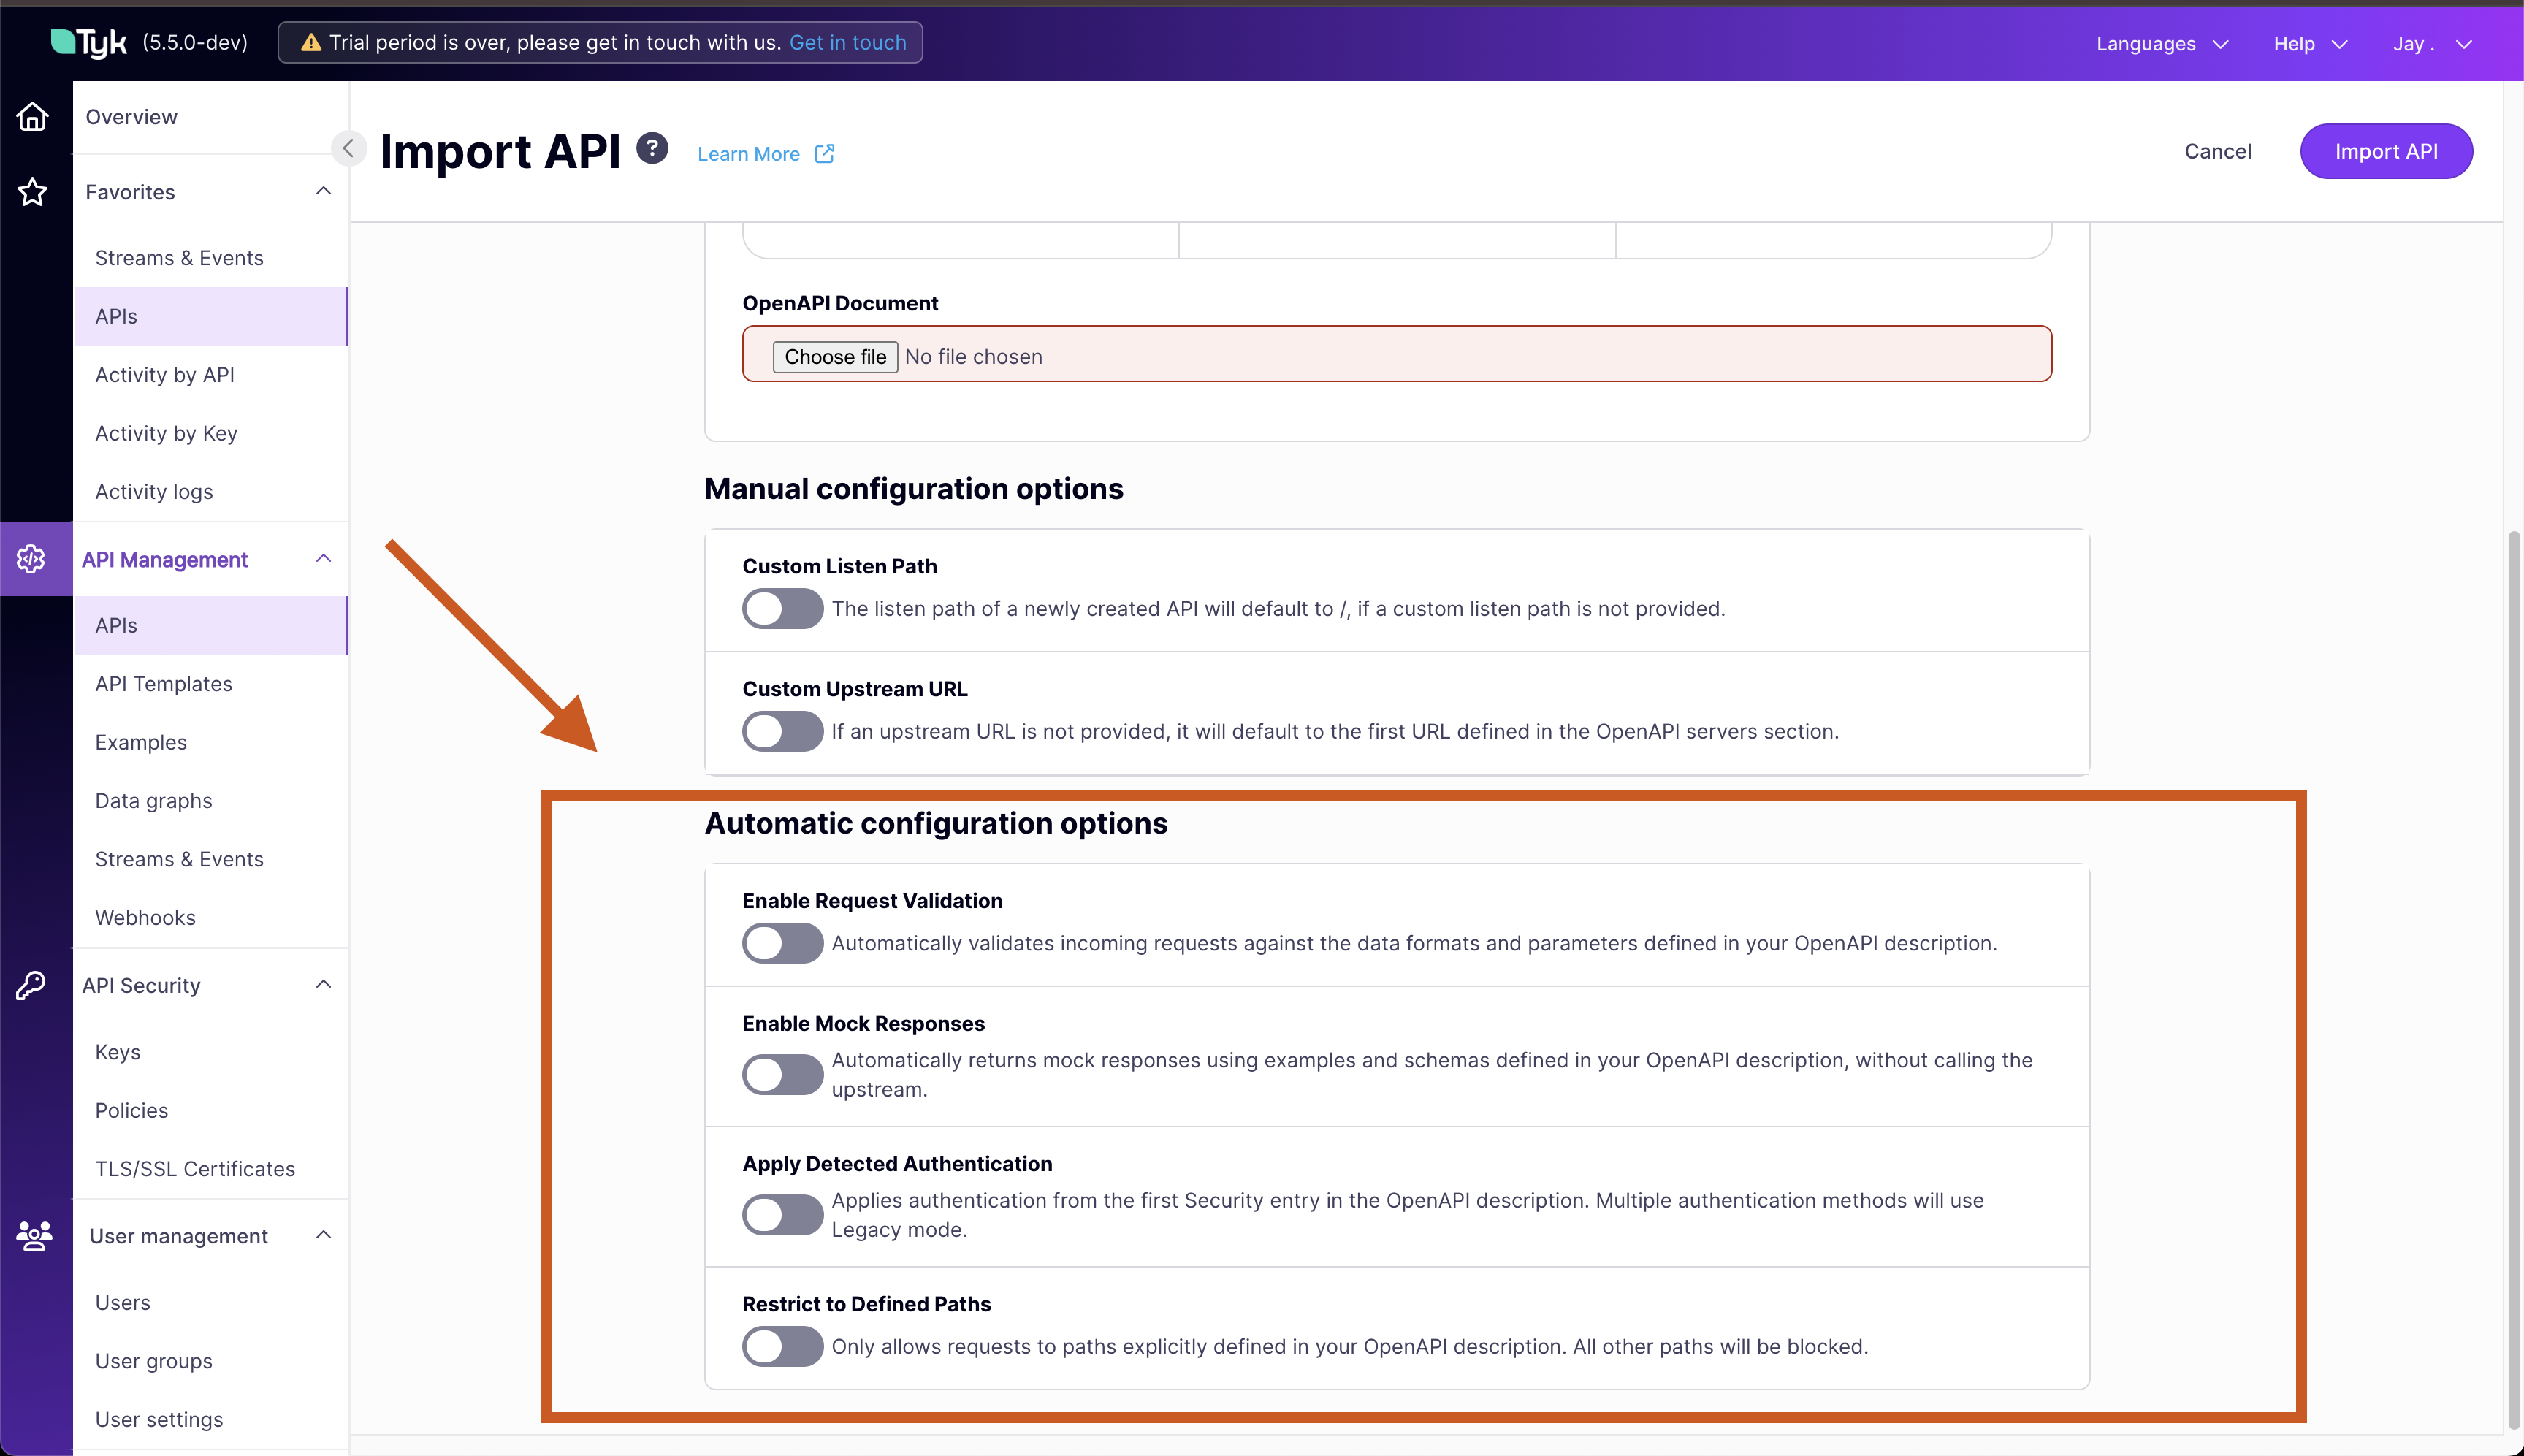 Tyk (5.5.0-dev)
Trial period is over, please get in touch with us. Get in touch
Languages
Help
Jay .
Overview
Favorites
Streams & Events
APIs
Activity by API
Activity by Key
Activity logs
API Management
APIs
API Templates
Examples
Data graphs
Streams & Events
Webhooks
API Security
Keys
Policies
TLS/SSL Certificates
User management
Users
User groups
User settings
Import API ?
Learn More
Cancel
Import API
OpenAPI Document
Choose file No file chosen
Manual configuration options
Custom Listen Path
The listen path of a newly created API will default to /, if a custom listen path is not provided.
Custom Upstream URL
If an upstream URL is not provided, it will default to the first URL defined in the OpenAPI servers section.
Automatic configuration options
Enable Request Validation
Automatically validates incoming requests against the data formats and parameters defined in your OpenAPI description.
Enable Mock Responses
Automatically returns mock responses using examples and schemas defined in your OpenAPI description, without calling the
upstream.
Apply Detected Authentication
Applies authentication from the first Security entry in the OpenAPI description. Multiple authentication methods will use
Legacy mode.
Restrict to Defined Paths
Only allows requests to paths explicitly defined in your OpenAPI description. All other paths will be blocked.